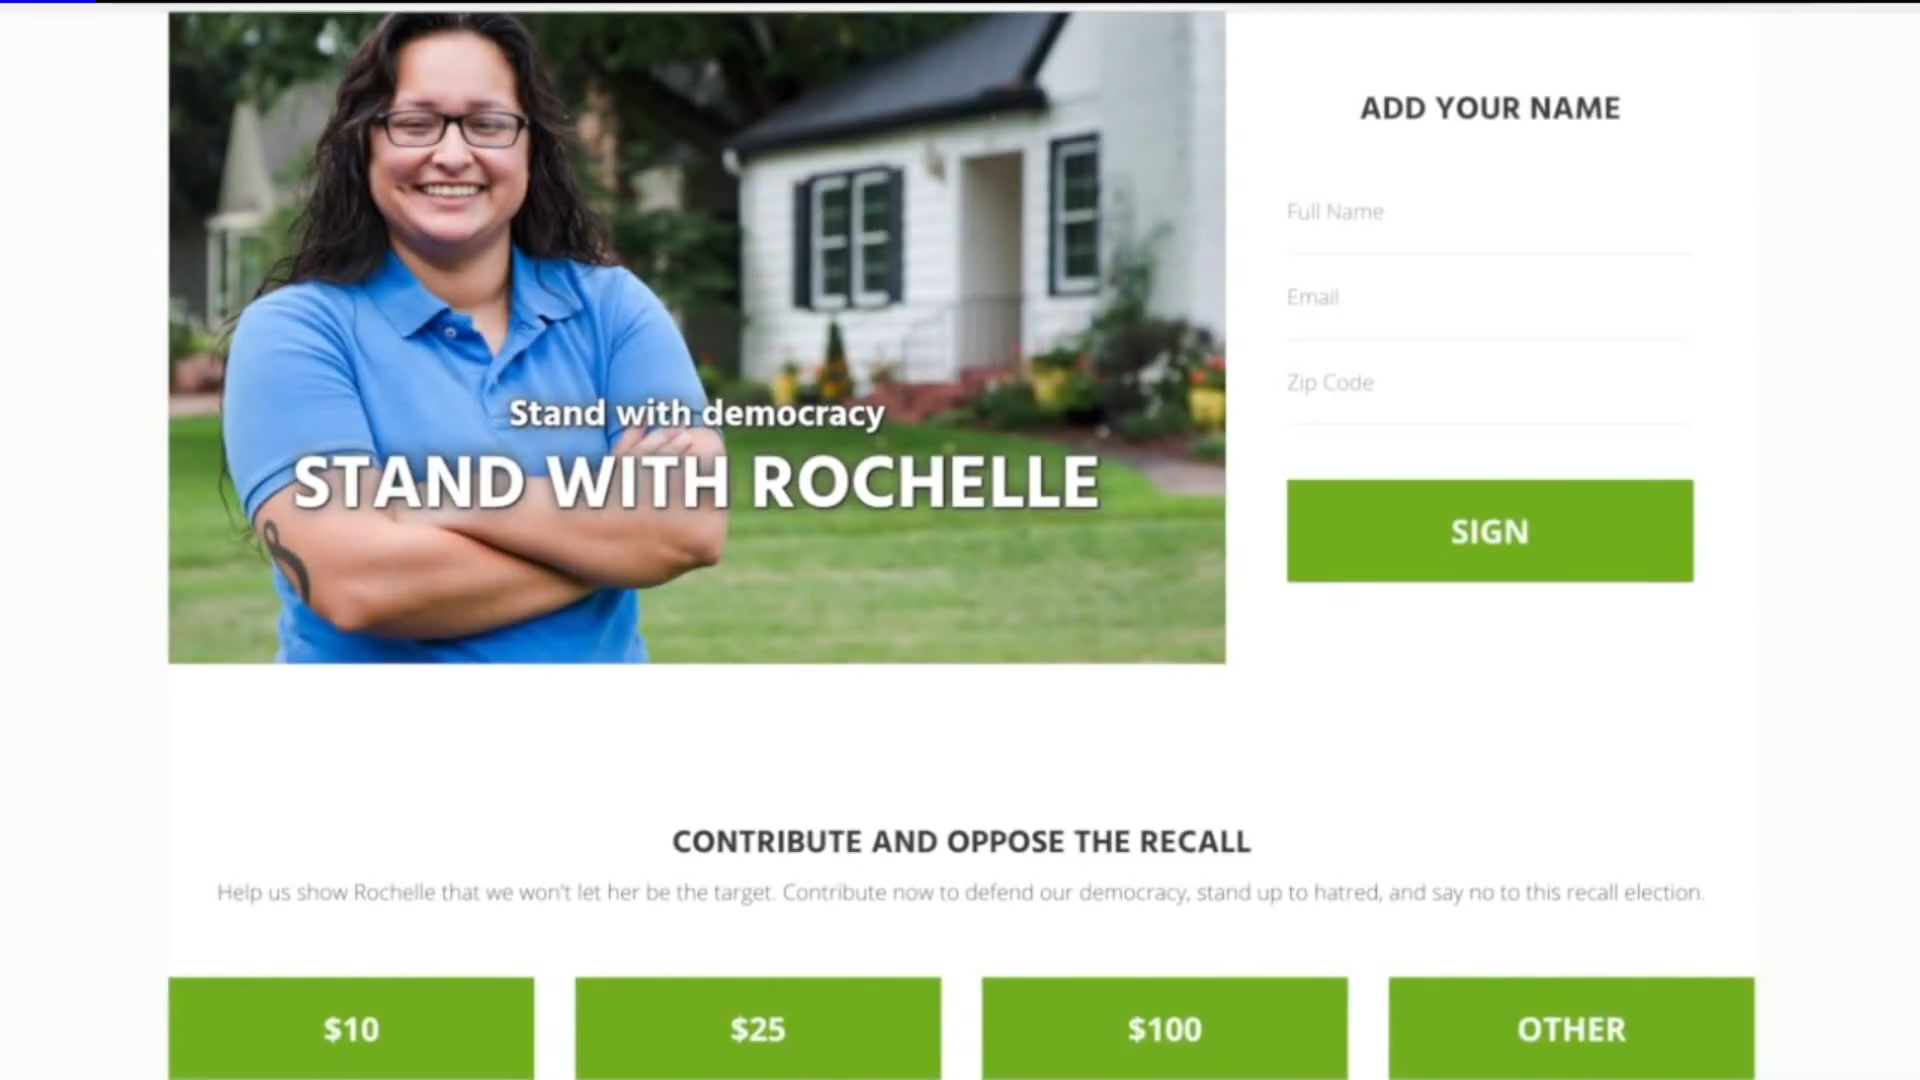 ADD YOUR NAME
Full Name
Email
Zip Code
SIGN
Stand with democracy
STAND WITH ROCHELLE
CONTRIBUTE AND OPPOSE THE RECALL
Help us show Rochelle that we won't let her be the target. Contribute now to defend our democracy, stand up to hatred, and say no to this recall election.
$10
$25
$100
OTHER